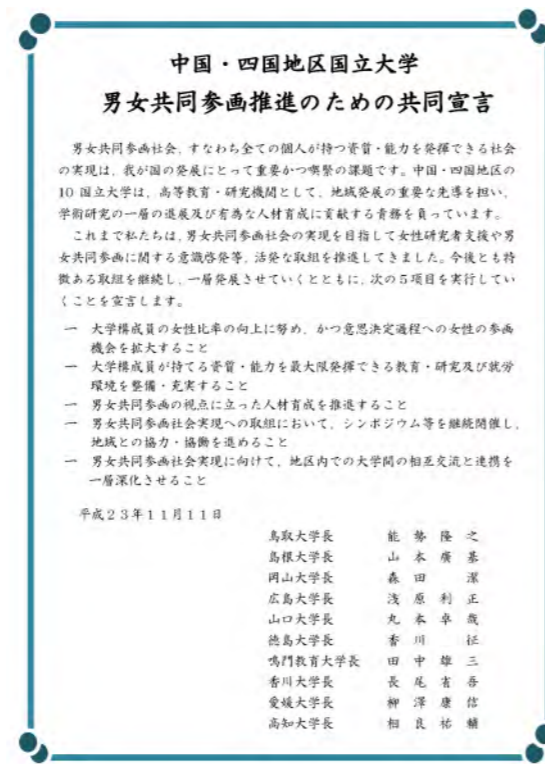 中国・四国地区国立大学
男女共同参画推進のための共同宣言
男女共同参画社会、すなわち全ての個人が持つ資質・能力を発揮できる社会
の実現は、我が国の発展にとって重要かつ喫緊の課題です。中国・四国地区の
10 国立大学は、高等教育・研究機関として、地域発展の重要な先導を担い、
学術研究の一層の進展及び有為な人材育成に貢献する責務を負っています。
これまで私たちは、男女共同参画社会の実現を目指して女性研究者支援や男
女共同参画に関する意識啓発等、活発な取組を推進してきました。今後とも特
徴ある取組を継続し、一層発展させていくとともに、次の5項目を実行してい
くことを宣言します。
一 大学構成員の女性比率の向上に努め、かつ意思決定過程への女性の参画
機会を拡大すること
一 大学構成員が持てる資質・能力を最大限発揮できる教育・研究及び就労
環境を整備・充実すること
一 男女共同参画の視点に立った人材育成を推進すること
一 男女共同参画社会実現への取組において、シンポジウム等を継続開催し、
地域との協力・協働を進めること
一 男女共同参画社会実現に向けて、地区内での大学間の相互交流と連携を
一層深化させること
平成23年11月11日
鳥取大学長 能勢隆之
島根大学長 山本廣基
岡山大学長 森田 潔
広島大学長 浅原利正
山口大学長 丸本卓哉
徳島大学長 香川 征
鳴門教育大学長 田中雄三
香川大学長 長尾省吾
愛媛大学長 柳澤康信
高知大学長 相良祐輔